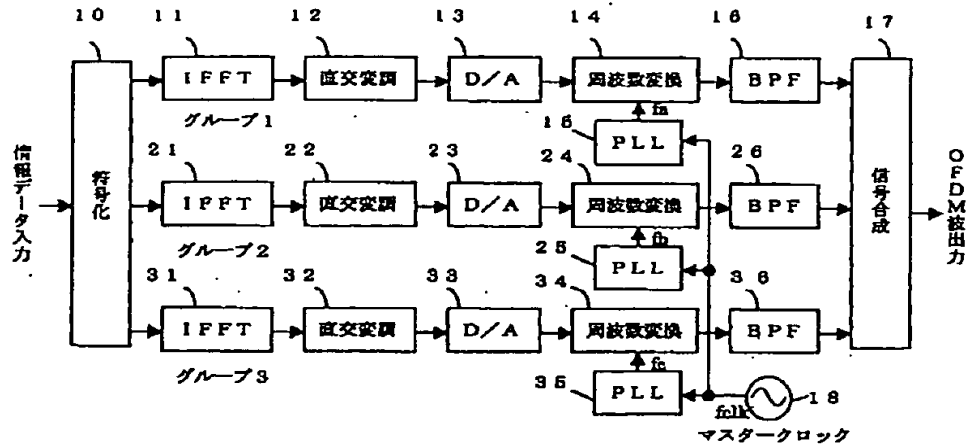 10 11 12 13 14 16 17
IFFT 直交変調 D/A 周波数変換 BPF
グループ1
fa
15
PLL
21 22 23 24 26
情報データ入力
符号化
IFFT 直交変調 D/A 周波数変換 BPF
信号合成
OFDM波出力
グループ2
fb
25
PLL
31 32 33 34 36
IFFT 直交変調 D/A 周波数変換 BPF
グループ3
fc
35
PLL
fclk
18
マスタークロック